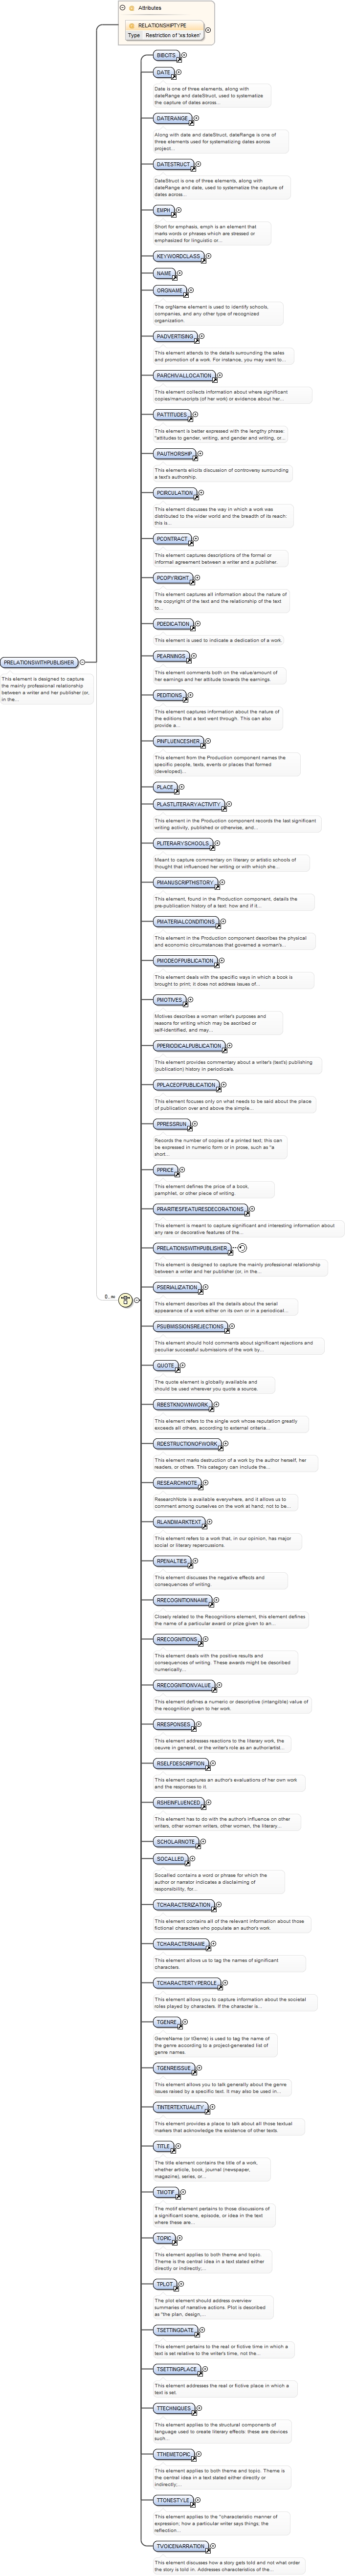 Attributes
RELATIONSHIPTYPE
Type Restriction of 'xs:token'
BIBCITS
DATE
Date is one of three elements, along with
dateRange and dateStruct, used to systematize
the capture of dates across...
DATERANGE
Along with date and dateStruct, dateRange is one of
three elements used for systematizing dates across
project...
DATESTRUCT
DateStruct is one of three elements, along with
dateRange and date, used to systematize the capture of
dates across...
EMPH
Short for emphasis, emph is an element that
marks words or phrases which are stressed or
emphasized for linguistic or...
KEYWORDCLASS
NAME
ORGNAME
The orgName element is used to identify schools,
companies, and any other type of recognized
organization.
PADVERTISING
This element attends to the details surrounding the sales
and promotion of a work. For instance, you may want to...
PARCHIVALLOCATION
This element collects information about where significant
copies/manuscripts (of her work) or evidence about her...
PATTITUDES
This element is better expressed with the lengthy phrase:
"attitudes to gender, writing, and gender and writing, or...
PAUTHORSHIP
This elements elicits discussion of controversy surrounding
a text's authorship.
PCIRCULATION
This element discusses the way in which a work was
distributed to the wider world and the breadth of its reach:
this is...
PCONTRACT
This element captures descriptions of the formal or
informal agreement between a writer and a publisher.
PCOPYRIGHT
This element captures all information about the nature of
the copyright of the text and the relationship of the text
to...
PDEDICATION
This element is used to indicate a dedication of a work.
PEARNINGS
This element comments both on the value/amount of
her earnings and her attitude towards the earnings.
PEDITIONS
This element captures information about the nature of
the editions that a text went through. This can also
provide a...
PINFLUENCESHER
This element from the Production component names the
specific people, texts, events or places that formed
(developed)...
PLACE
PLASTLITERARYACTIVITY
This element in the Production component records the last significant
writing activity, published or otherwise, and...
PLITERARYSCHOOLS
Meant to capture commentary on literary or artistic schools of
thought that influenced her writing or with which she...
PMANUSCRIPTHISTORY
This element, found in the Production component, details the
pre-publication history of a text: how and if it...
PMATERIALCONDITIONS
This element in the Production component describes the physical
and economic circumstances that governed a woman's...
PMODEOFPUBLICATION
This element deals with the specific ways in which a book is
brought to print; it does not address issues of...
PMOTIVES
Motives describes a woman writer's purposes and
reasons for writing which may be ascribed or
self-identified, and may...
PPERIODICALPUBLICATION
This element provides commentary about a writer's (text's) publishing
(publication) history in periodicals.
PPLACEOFPUBLICATION
This element focuses only on what needs to be said about the place
of publication over and above the simple...
PPRESSRUN
Records the number of copies of a printed text; this can
be expressed in numeric form or in prose, such as "a
short...
PPRICE
This element defines the price of a book,
pamphlet, or other piece of writing.
PRARITIESFEATURESDECORATIONS
This element is meant to capture significant and interesting information about
any rare or decorative features of the...
PRELATIONSWITHPUBLISHER
This element is designed to capture the mainly professional relationship
between a writer and her publisher (or, in the...
PRELATIONSWITHPUBLISHER
This element is designed to capture
the mainly professional relationship
between a writer and her publisher (or,
in the...
PSERIALIZATION
This element describes all the details about the serial
appearance of a work either on its own or in a periodical...
0..∞
PSUBMISSIONSREJECTIONS
This element should hold comments about significant rejections and
peculiar successful submissions of the work by...
QUOTE
The quote element is globally available and
should be used wherever you quote a source.
RBESTKNOWNWORK
This element refers to the single work whose reputation greatly
exceeds all others, according to external criteria...
RDESTRUCTIONOFWORK
This element marks destruction of a work by the author herself, her
readers, or others. This category can include the...
RESEARCHNOTE
ResearchNote is available everywhere, and it allows us to
comment among ourselves on the work at hand; not to be...
RLANDMARKTEXT
This element refers to a work that, in our opinion, has major
social or literary repercussions.
RPENALTIES
This element discusses the negative effects and
consequences of writing.
RRECOGNITIONNAME
Closely related to the Recognitions element, this element defines
the name of a particular award or prize given to an...
RRECOGNITIONS
This element deals with the positive results and
consequences of writing. These awards might be described
numerically...
RRECOGNITIONVALUE
This element defines a numeric or descriptive (intangible) value of
the recognition given to her work.
RRESPONSES
This element addresses reactions to the literary work, the
oeuvre in general, or the writer's role as an author/artist...
RSELFDESCRIPTION
This element captures an author's evaluations of her own work
and the responses to it.
RSHEINFLUENCED
This element has to do with the author's influence on other
writers, other women writers, other women, the literary...
SCHOLARNOTE
SOCALLED
Socalled contains a word or phrase for which the
author or narrator indicates a disclaiming of
responsibility, for...
TCHARACTERIZATION
This element contains all of the relevant information about those
fictional characters who populate an author's work.
TCHARACTERNAME
This element allows us to tag the names of significant
characters.
TCHARACTERTYPEROLE
This element allows you to capture information about the societal
roles played by characters. If the character is...
TGENRE
GenreName (or tGenre) is used to tag the name of
the genre according to a project-generated list of
genre names.
TGENREISSUE
This element allows you to talk generally about the genre
issues raised by a specific text. It may also be used in...
TINTERTEXTUALITY
This element provides a place to talk about all those textual
markers that acknowledge the existence of other texts.
TITLE
The title element contains the title of a work,
whether article, book, journal (newspaper,
magazine), series, or...
TMOTIF
The motif element pertains to those discussions of
a significant scene, episode, or idea in the text
where these are...
TOPIC
This element applies to both theme and topic.
Theme is the central idea in a text stated either
directly or indirectly;...
TPLOT
The plot element should address overview
summaries of narrative actions. Plot is described
as "the plan, design,...
TSETTINGDATE
This element pertains to the real or fictive time in which a
text is set relative to the writer's time, not the...
TSETTINGPLACE
This element addresses the real or fictive place in which a
text is set.
TTECHNIQUES
This element applies to the structural components of
language used to create literary effects: these are devices
such...
TTHEMETOPIC
This element applies to both theme and topic. Theme is
the central idea in a text stated either directly or
indirectly;...
TTONESTYLE
This element applies to the "characteristic manner of
expression; how a particular writer says things; the
reflection...
TVOICENARRATION
This element discusses how a story gets told and not what order
the story is told in. Addresses characteristics of the...